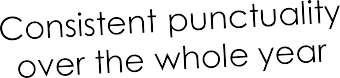 Consistent punctuality
over the whole year